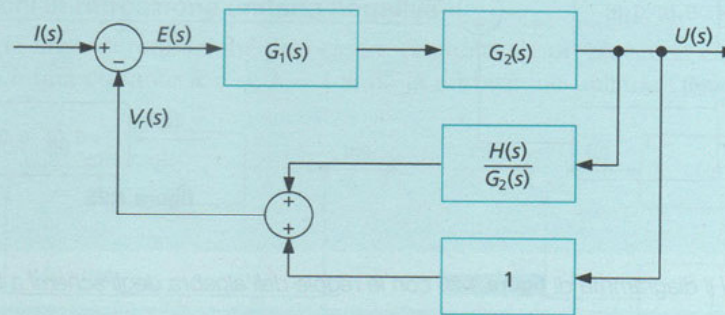 I(s)
+
−
E(s)
G₁(s)
G₂(s)
U(s)
Vᵣ(s)
H(s)
G₂(s)
+
+
1